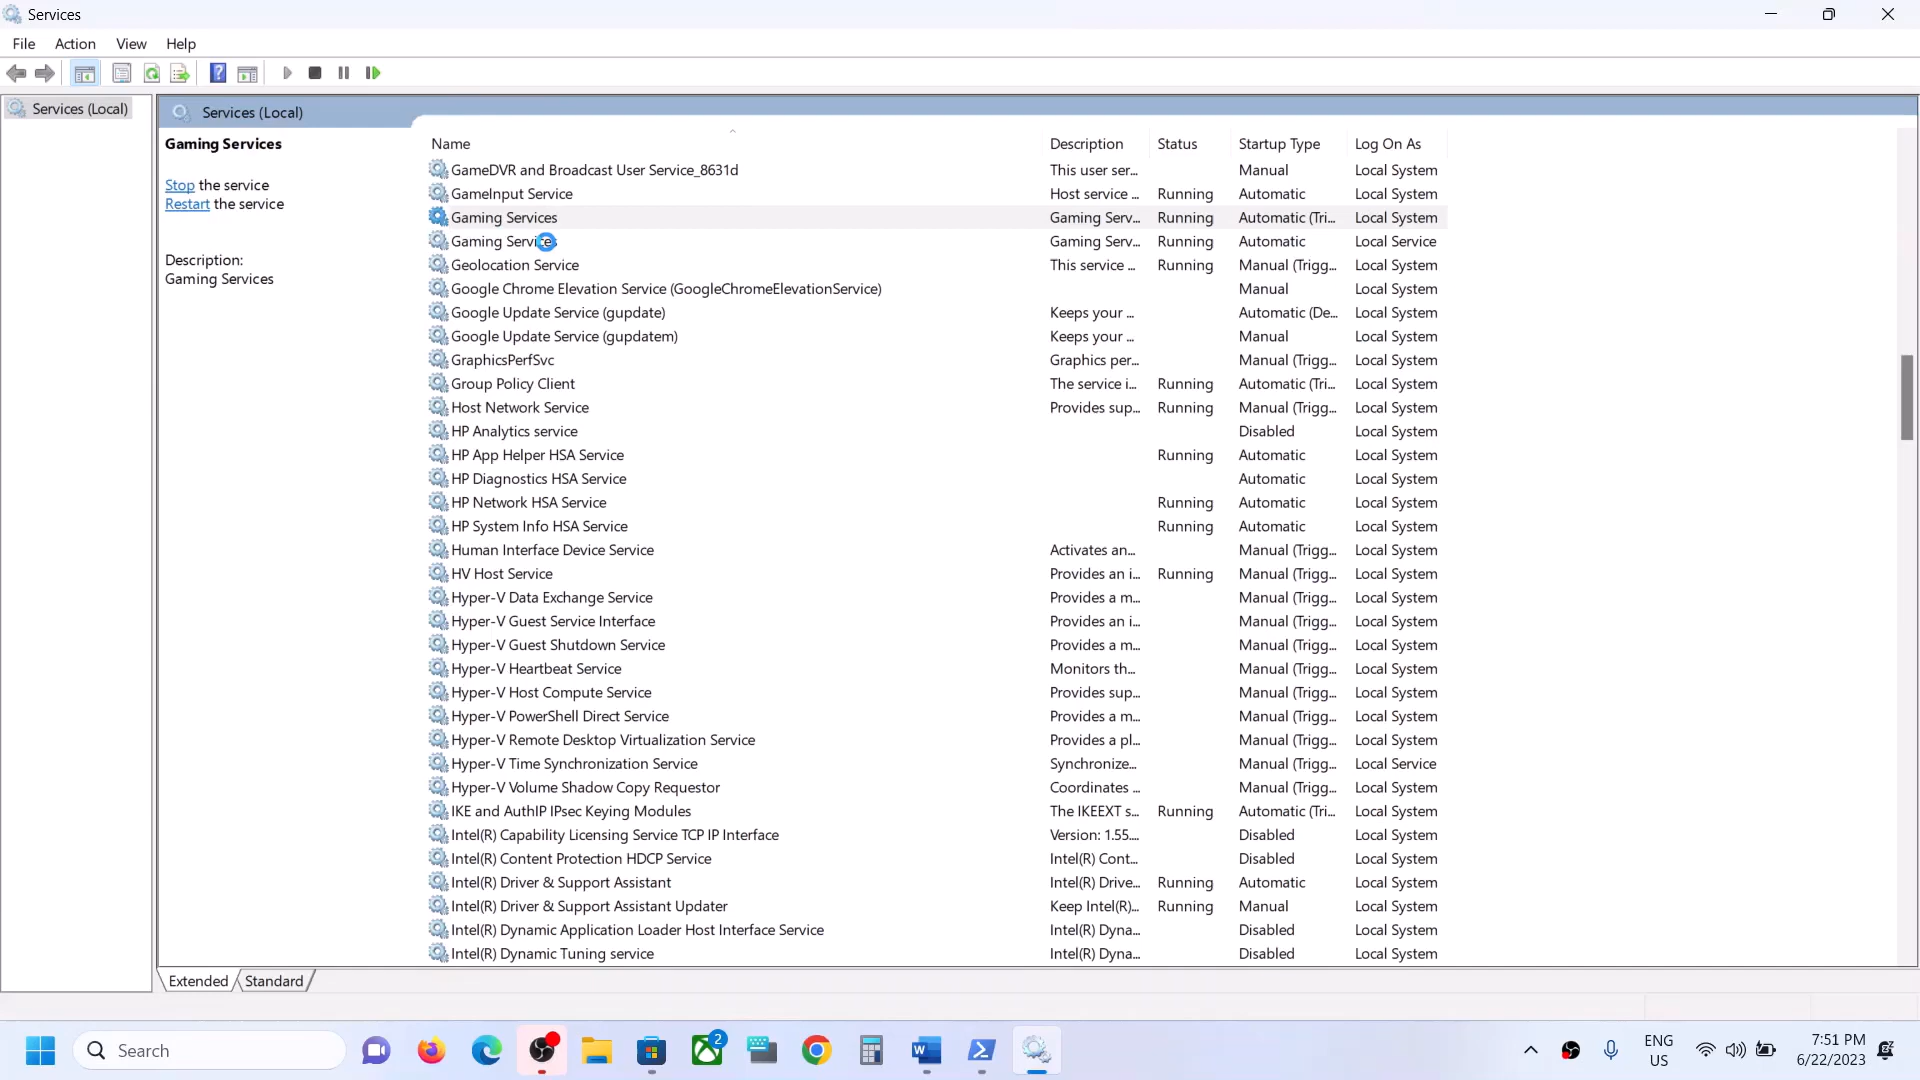 Services
File Action View Help
Services (Local)
Services (Local)
Gaming Services
Stop the service
Restart the service
Description:
Gaming Services
Name Description Status Startup Type Log On As
GameDVR and Broadcast User Service_8631d This user ser... Manual Local System
GameInput Service Host service ... Running Automatic Local System
Gaming Services Gaming Serv... Running Automatic (Tri... Local System
Gaming Services Gaming Serv... Running Automatic Local Service
Geolocation Service This service ... Running Manual (Trigg... Local System
Google Chrome Elevation Service (GoogleChromeElevationService) Manual Local System
Google Update Service (gupdate) Keeps your ... Automatic (De... Local System
Google Update Service (gupdatem) Keeps your ... Manual Local System
GraphicsPerfSvc Graphics per... Manual (Trigg... Local System
Group Policy Client The service i... Running Automatic (Tri... Local System
Host Network Service Provides sup... Running Manual (Trigg... Local System
HP Analytics service Disabled Local System
HP App Helper HSA Service Running Automatic Local System
HP Diagnostics HSA Service Automatic Local System
HP Network HSA Service Running Automatic Local System
HP System Info HSA Service Running Automatic Local System
Human Interface Device Service Activates an... Manual (Trigg... Local System
HV Host Service Provides an i... Running Manual (Trigg... Local System
Hyper-V Data Exchange Service Provides a m... Manual (Trigg... Local System
Hyper-V Guest Service Interface Provides an i... Manual (Trigg... Local System
Hyper-V Guest Shutdown Service Provides a m... Manual (Trigg... Local System
Hyper-V Heartbeat Service Monitors th... Manual (Trigg... Local System
Hyper-V Host Compute Service Provides sup... Manual (Trigg... Local System
Hyper-V PowerShell Direct Service Provides a m... Manual (Trigg... Local System
Hyper-V Remote Desktop Virtualization Service Provides a pl... Manual (Trigg... Local System
Hyper-V Time Synchronization Service Synchronize... Manual (Trigg... Local Service
Hyper-V Volume Shadow Copy Requestor Coordinates ... Manual (Trigg... Local System
IKE and AuthIP IPsec Keying Modules The IKEEXT s... Running Automatic (Tri... Local System
Intel(R) Capability Licensing Service TCP IP Interface Version: 1.55.... Disabled Local System
Intel(R) Content Protection HDCP Service Intel(R) Cont... Disabled Local System
Intel(R) Driver & Support Assistant Intel(R) Drive... Running Automatic Local System
Intel(R) Driver & Support Assistant Updater Keep Intel(R)... Running Manual Local System
Intel(R) Dynamic Application Loader Host Interface Service Intel(R) Dyna... Disabled Local System
Intel(R) Dynamic Tuning service Intel(R) Dyna... Disabled Local System
Extended Standard
Search 2 ENG 7:51 PM
US 6/22/2023